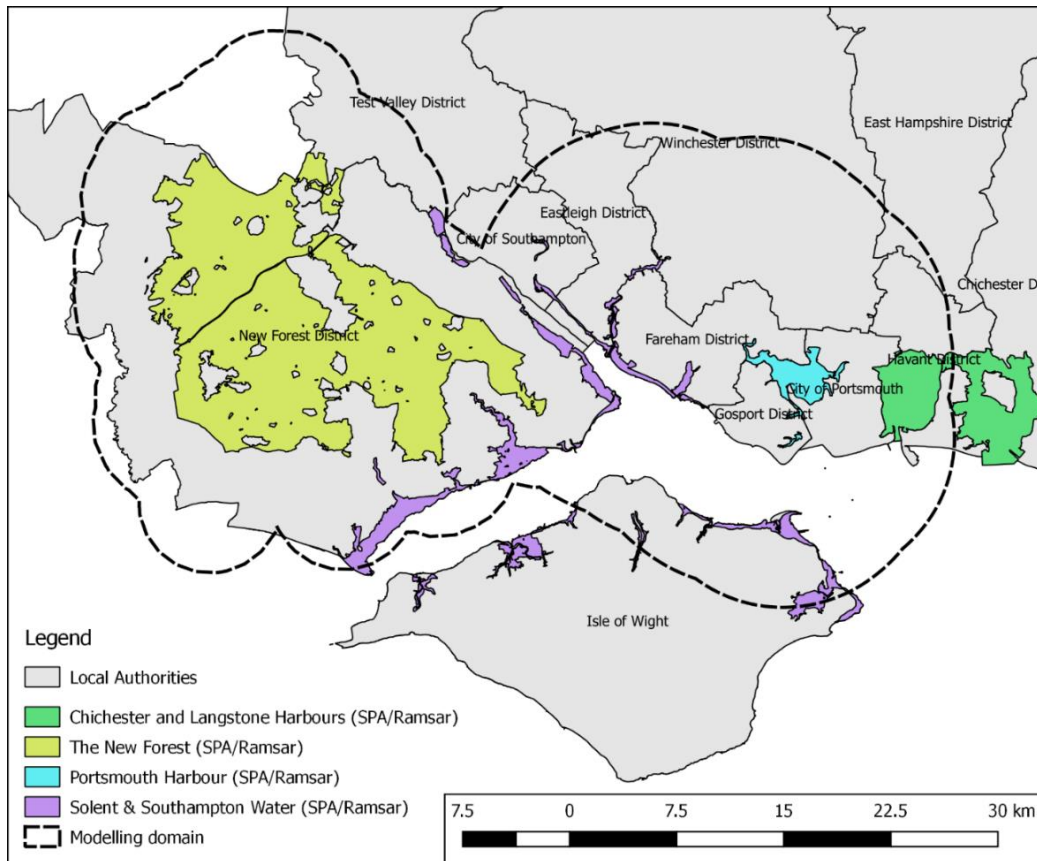 Test Valley District
East Hampshire District
Winchester District
Eastleigh District
City of Southampton
Chichester D
New Forest District
Fareham District
Havant District
City of Portsmouth
Gosport District
Isle of Wight
Legend
Local Authorities
Chichester and Langstone Harbours (SPA/Ramsar)
The New Forest (SPA/Ramsar)
Portsmouth Harbour (SPA/Ramsar)
Solent & Southampton Water (SPA/Ramsar)
Modelling domain
7.5 0 7.5 15 22.5 30 km